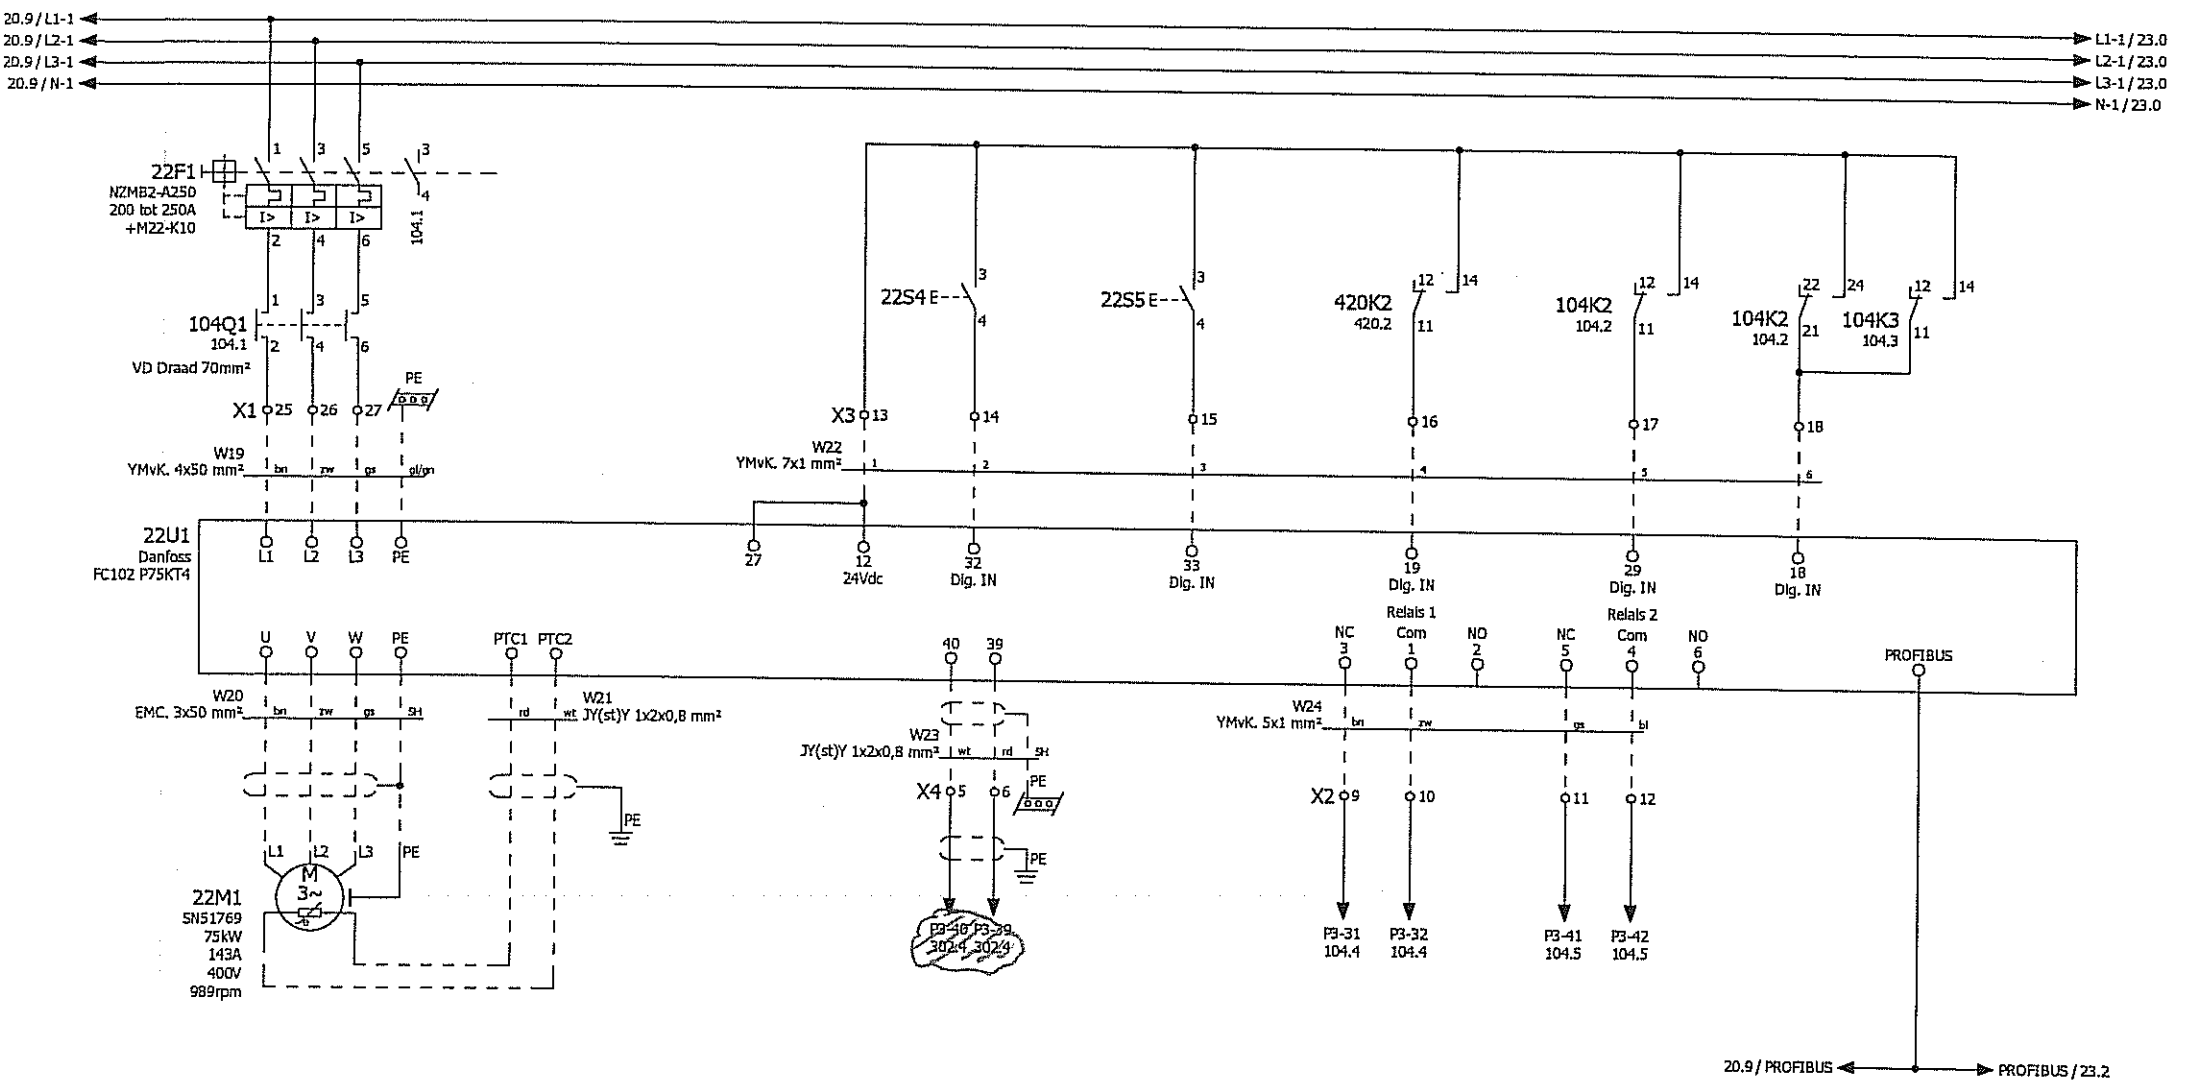 20.9/L1-1
20.9/L2-1
20.9/L3-1
20.9/N-1
L1-1/23.0
L2-1/23.0
L3-1/23.0
N-1/23.0
1 3 5 3
22F1
NZMB2-A250
200 tot 250A
+M22-K10
I> I> I>
4
104.1
2 4 6
1 3 5
104Q1
104.1
2 4 6
VD Draad 70mm²
PE
X1 25 26 27
W19
YMvK. 4x50 mm² bn zw gs gl/gn
3
22S4 E
4
3
22S5 E
4
12 14
420K2
420.2 11
12 14
104K2
104.2 11
22 24
104K2
104.2 21
12 14
104K3
104.3 11
X3 13 14 15 16 17 18
W22
YMvK. 7x1 mm² 1 2 3 4 5 6
22U1
Danfoss
FC102 P75KT4
L1 L2 L3 PE
27
12
24Vdc
32
Dig. IN
33
Dig. IN
19
Dig. IN
29
Dig. IN
18
Dig. IN
U V W PE PTC1 PTC2
40 39
Relais 1
NC Com NO
3 1 2
Relais 2
NC Com NO
5 4 6
PROFIBUS
W20
EMC. 3x50 mm² bn zw gs SH
W21
rd wt JY(st)Y 1x2x0,8 mm²
W23
JY(st)Y 1x2x0,8 mm² wt rd SH
W24
YMvK. 5x1 mm² bn zw gs bl
PE
X4 5 6
PE
X2 9 10 11 12
PE
L1 L2 L3 PE
M
3~
22M1
SN51769
75kW
143A
400V
989rpm
P3-40 P3-39
302.4 302.4
P3-31
104.4
P3-32
104.4
P3-41
104.5
P3-42
104.5
20.9/PROFIBUS
PROFIBUS/23.2